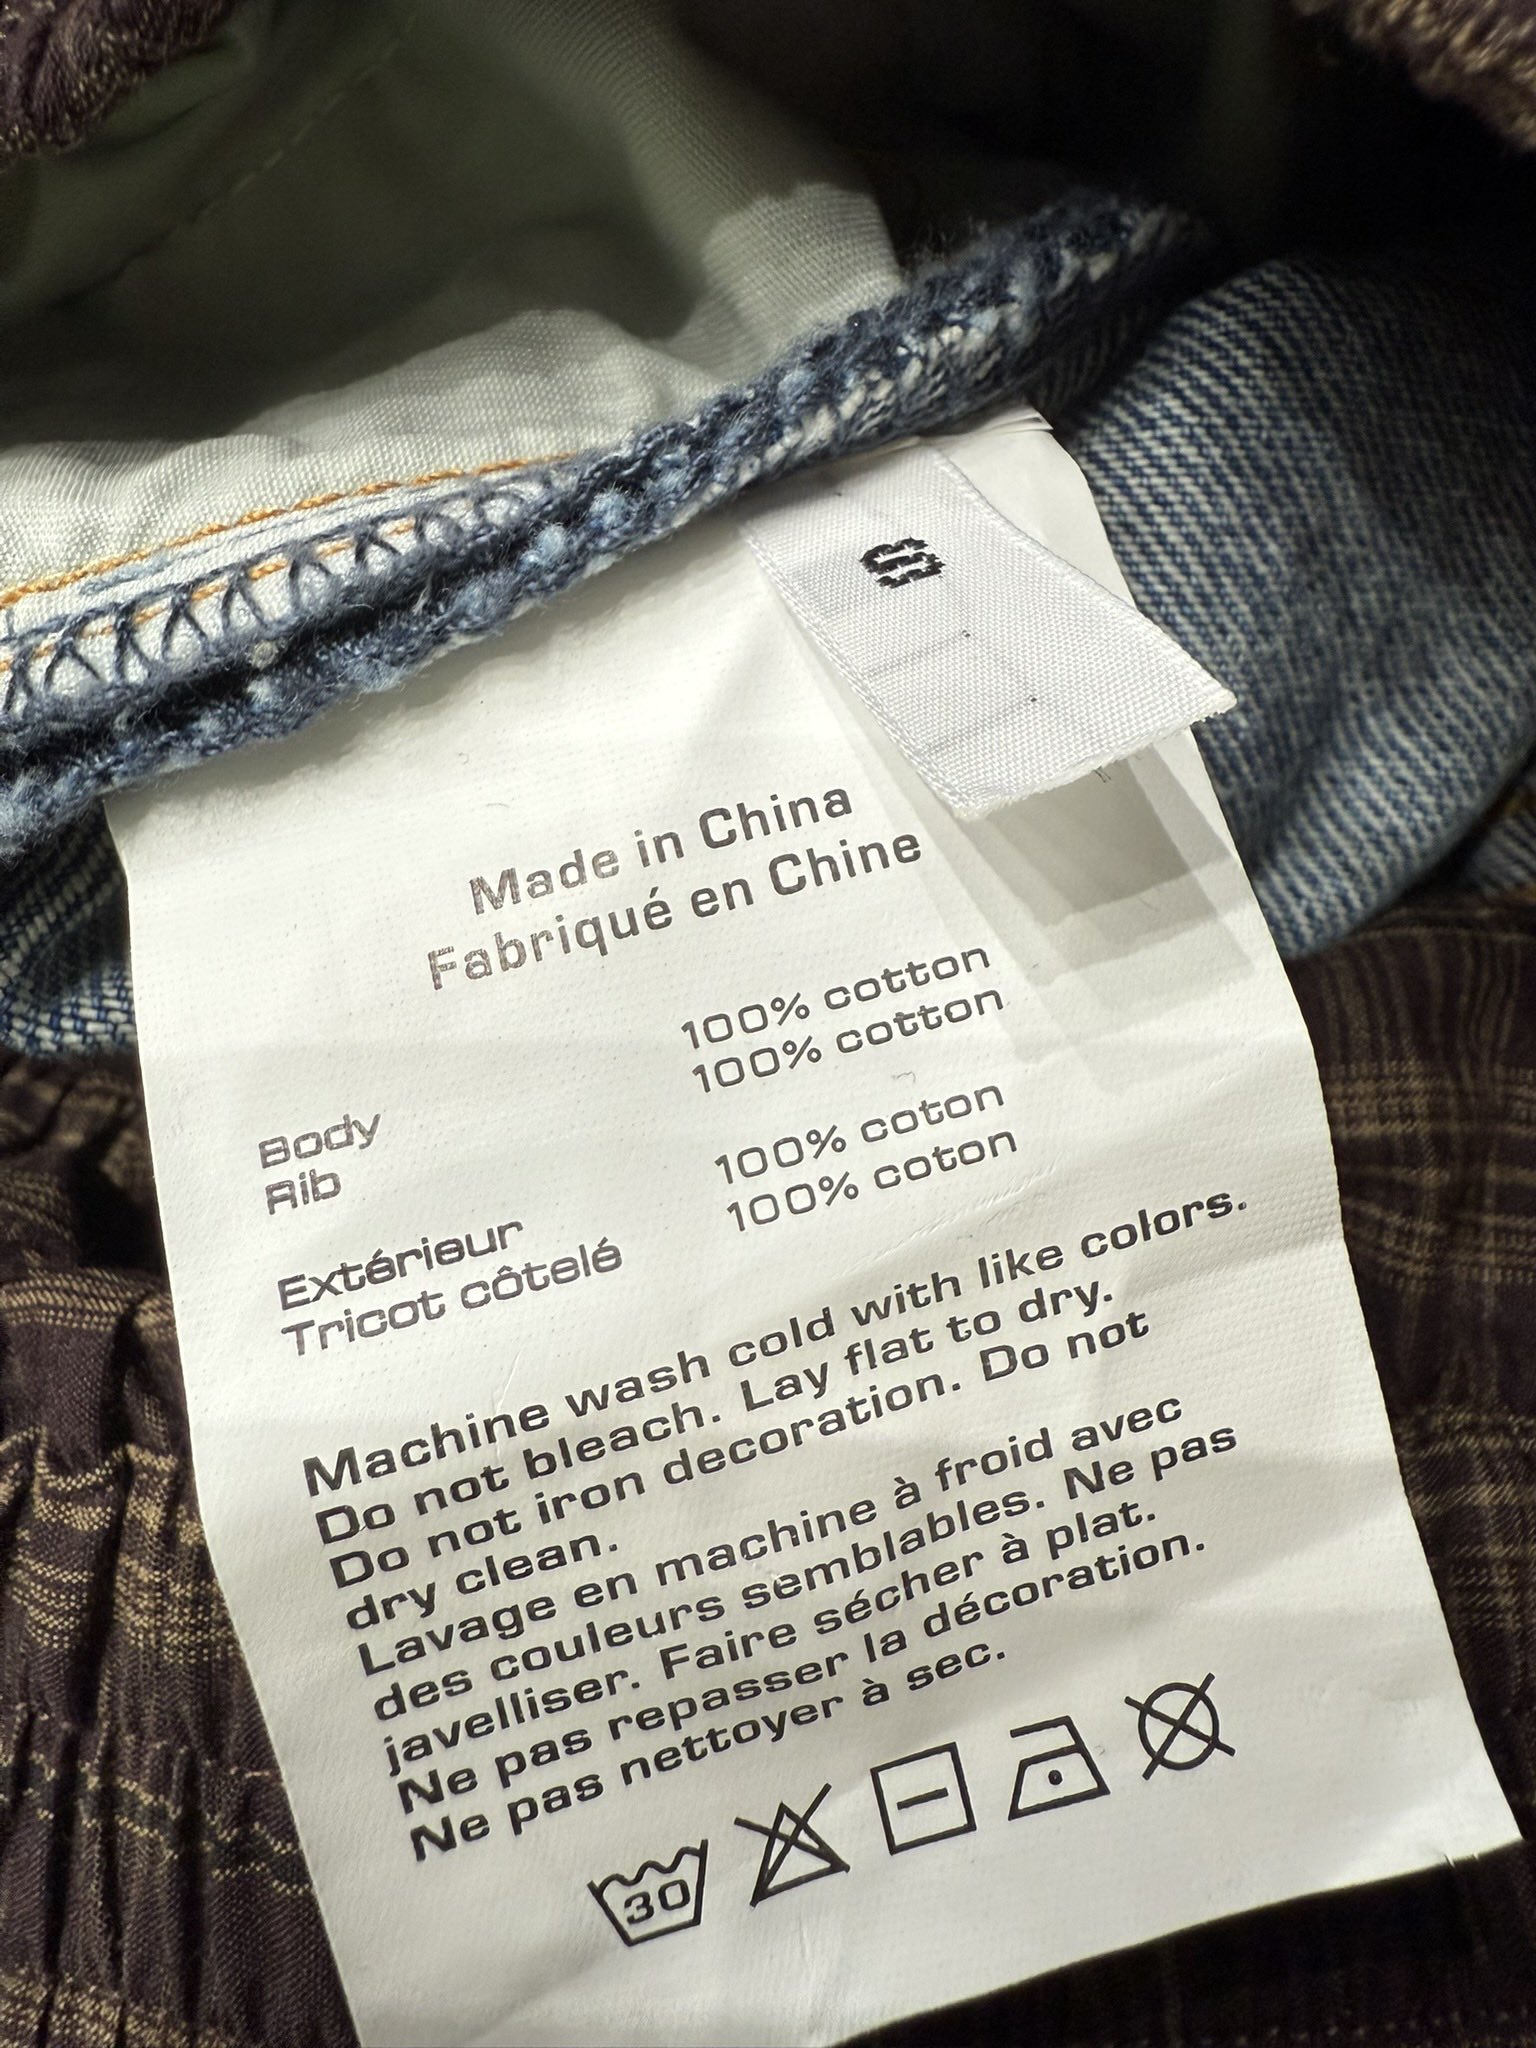 Made in China
Fabriqué en Chine
100% cotton
100% cotton
Body
Rib
100% coton
100% coton
Extérieur
Tricot côtelé
Machine wash cold with like colors.
Do not bleach. Lay flat to dry.
Do not iron decoration. Do not
dry clean.
Lavage en machine à froid avec
des couleurs semblables. Ne pas
javelliser. Faire sécher à plat.
Ne pas repasser la décoration.
Ne pas nettoyer à sec.
30